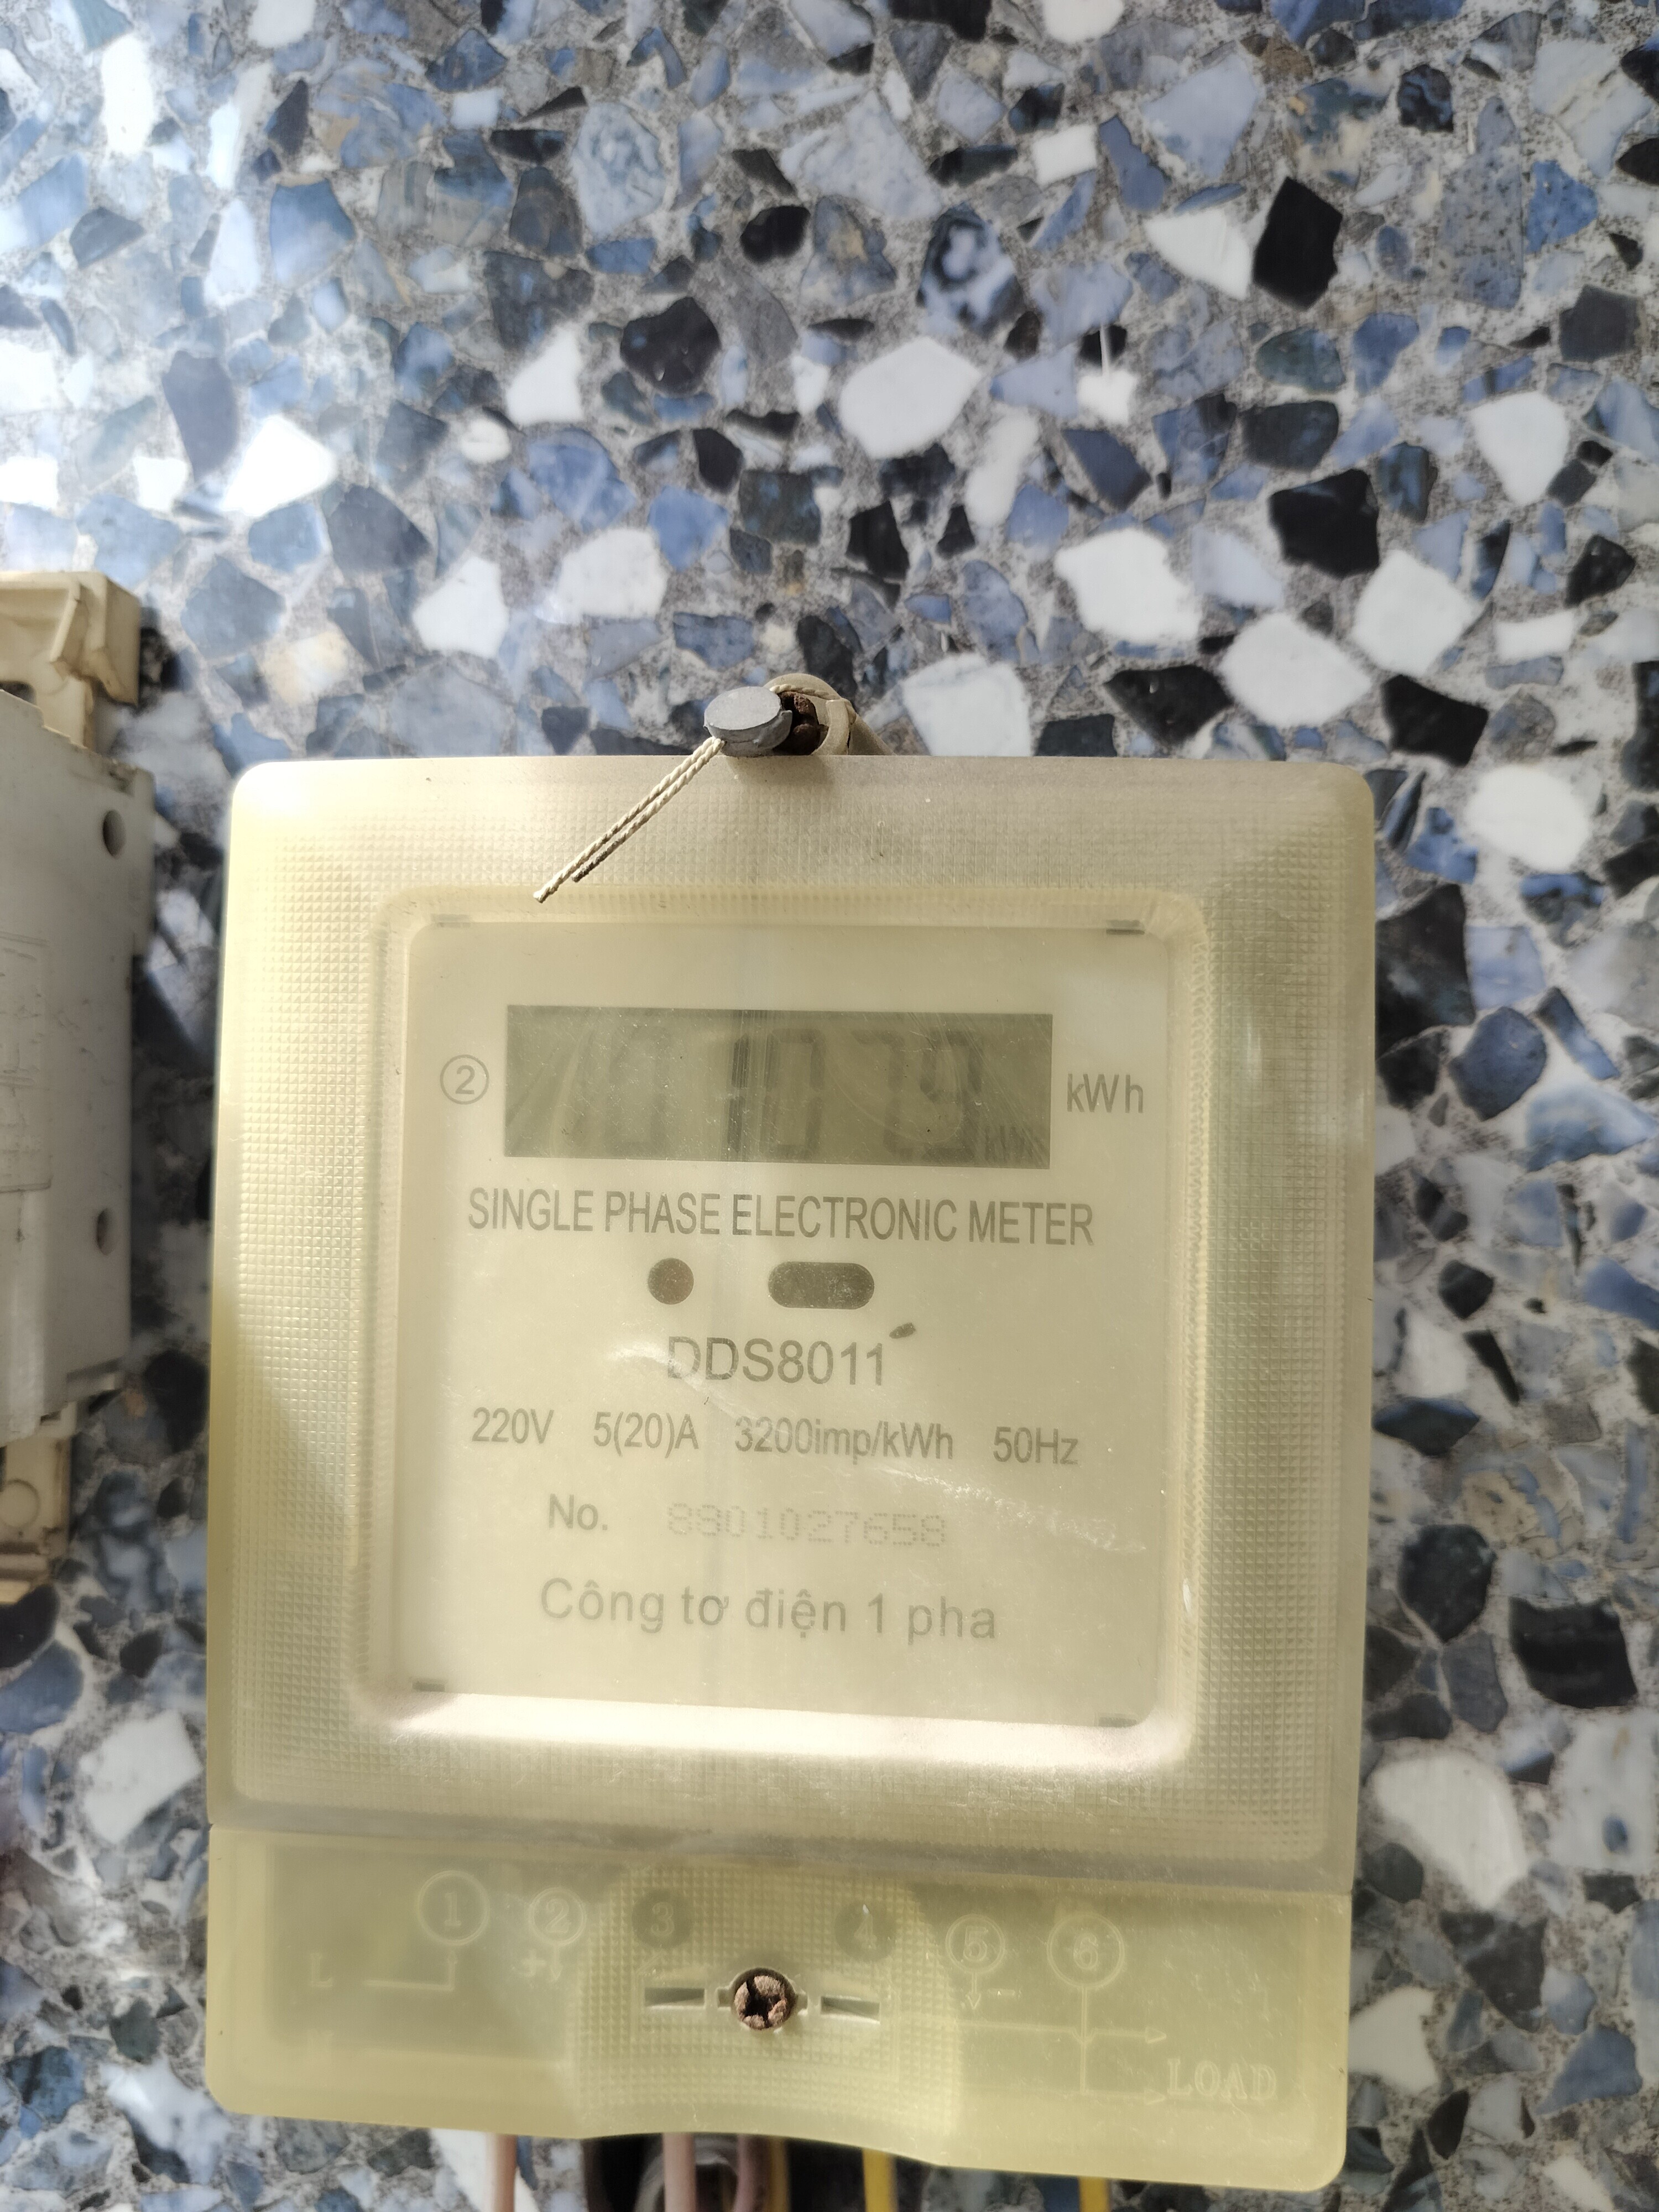 ② kWh
SINGLE PHASE ELECTRONIC METER
DDS8011
220V 5(20)A 3200imp/kWh 50Hz
No. 8801027658
Công tơ điện 1 pha
① ② ③ ④ ⑤ ⑥
L
LOAD